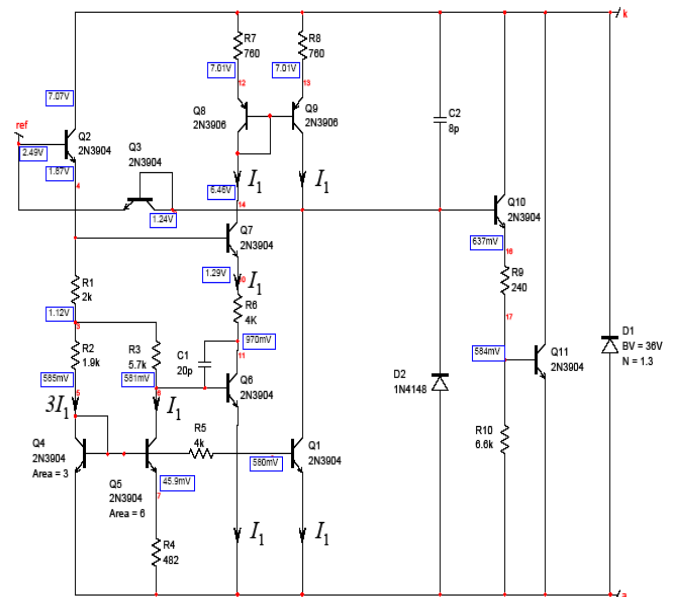 k
R7
760
R8
760
7.01V
7.01V
12
13
7.07V
Q8
2N3906
Q9
2N3906
C2
8p
ref
Q2
2N3904
Q3
2N3904
2.49V
1.87V
4
I₁
I₁
6.46V
14
1.24V
Q10
2N3904
Q7
2N3904
637mV
16
1.29V
I₁
R1
2k
R9
240
R6
4K
1.12V
17
970mV
11
D1
BV = 36V
N = 1.3
R2
1.9k
R3
5.7k
C1
20p
584mV
Q11
2N3904
585mV
5
581mV
6
D2
1N4148
Q6
2N3904
3I₁
I₁
R5
4k
R10
6.6k
Q4
2N3904
Area = 3
580mV
Q1
2N3904
Q5
2N3904
Area = 6
45.9mV
7
I₁
I₁
R4
482
a